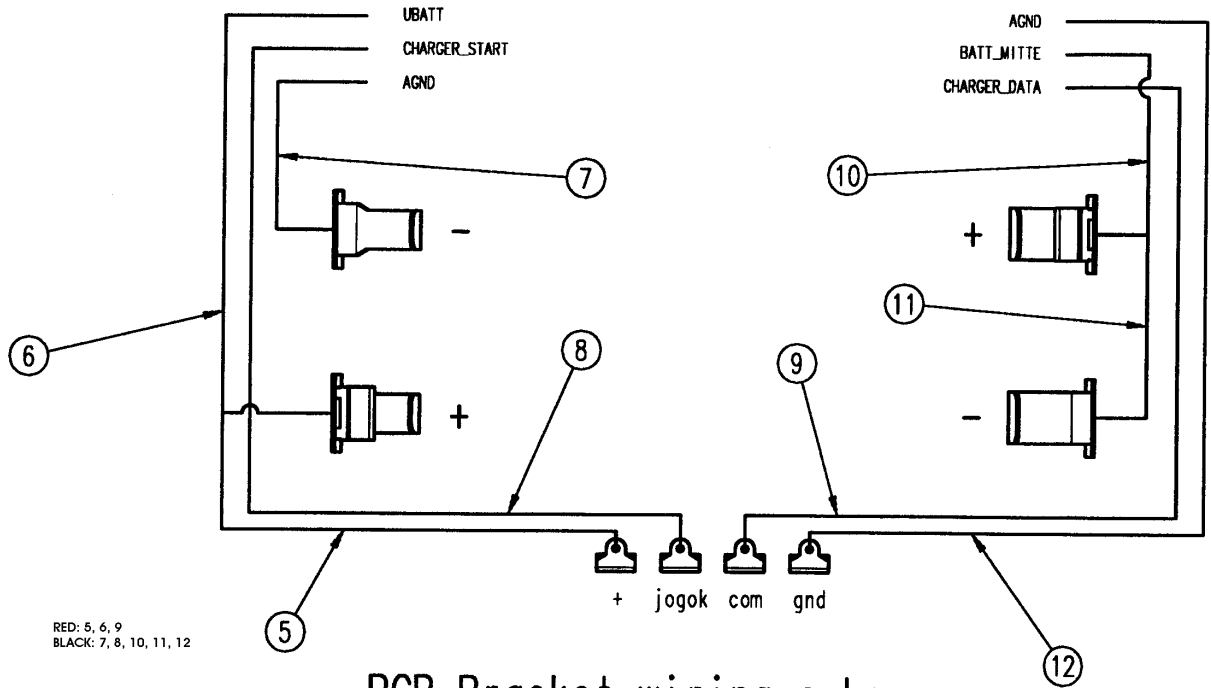 UBATT
CHARGER_START
AGND
AGND
BATT_MITTE
CHARGER_DATA
7
10
-
+
11
6
8
9
+
-
+ jogok com gnd
5
12
RED: 5, 6, 9
BLACK: 7, 8, 10, 11, 12